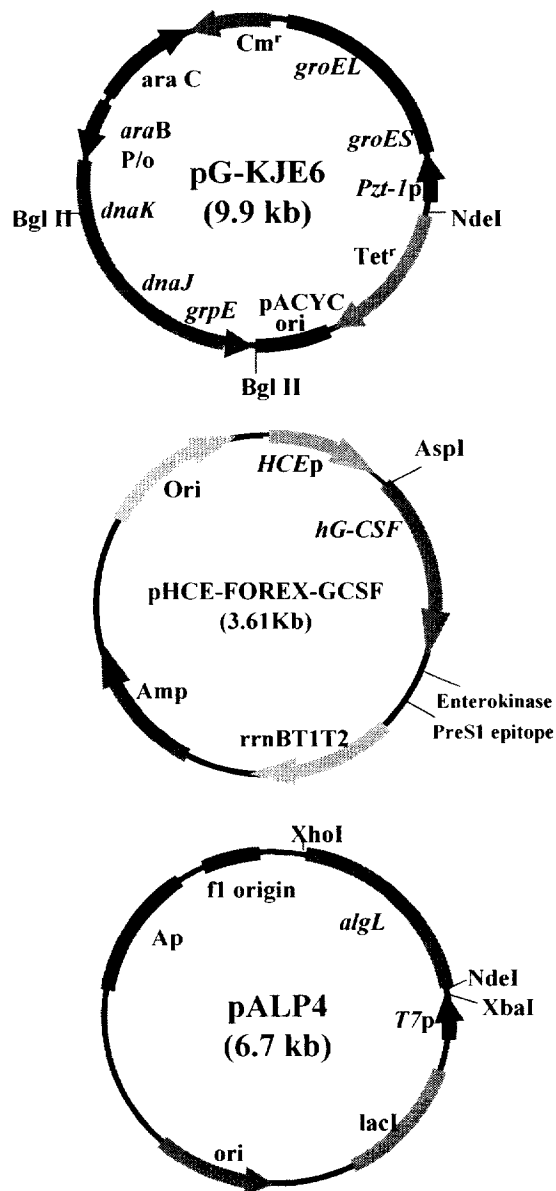 Cmʳ
groEL
ara C
araB
P/o
groES
pG-KJE6
(9.9 kb)
Pzt-1p
Bgl II
dnaK
NdeI
Tetʳ
dnaJ
grpE
pACYC
ori
Bgl II
HCEp
AspI
Ori
hG-CSF
pHCE-FOREX-GCSF
(3.61Kb)
Amp
Enterokinase
PreS1 epitope
rrnBT1T2
XhoI
f1 origin
Ap
algL
NdeI
XbaI
pALP4
(6.7 kb)
T7p
lacI
ori